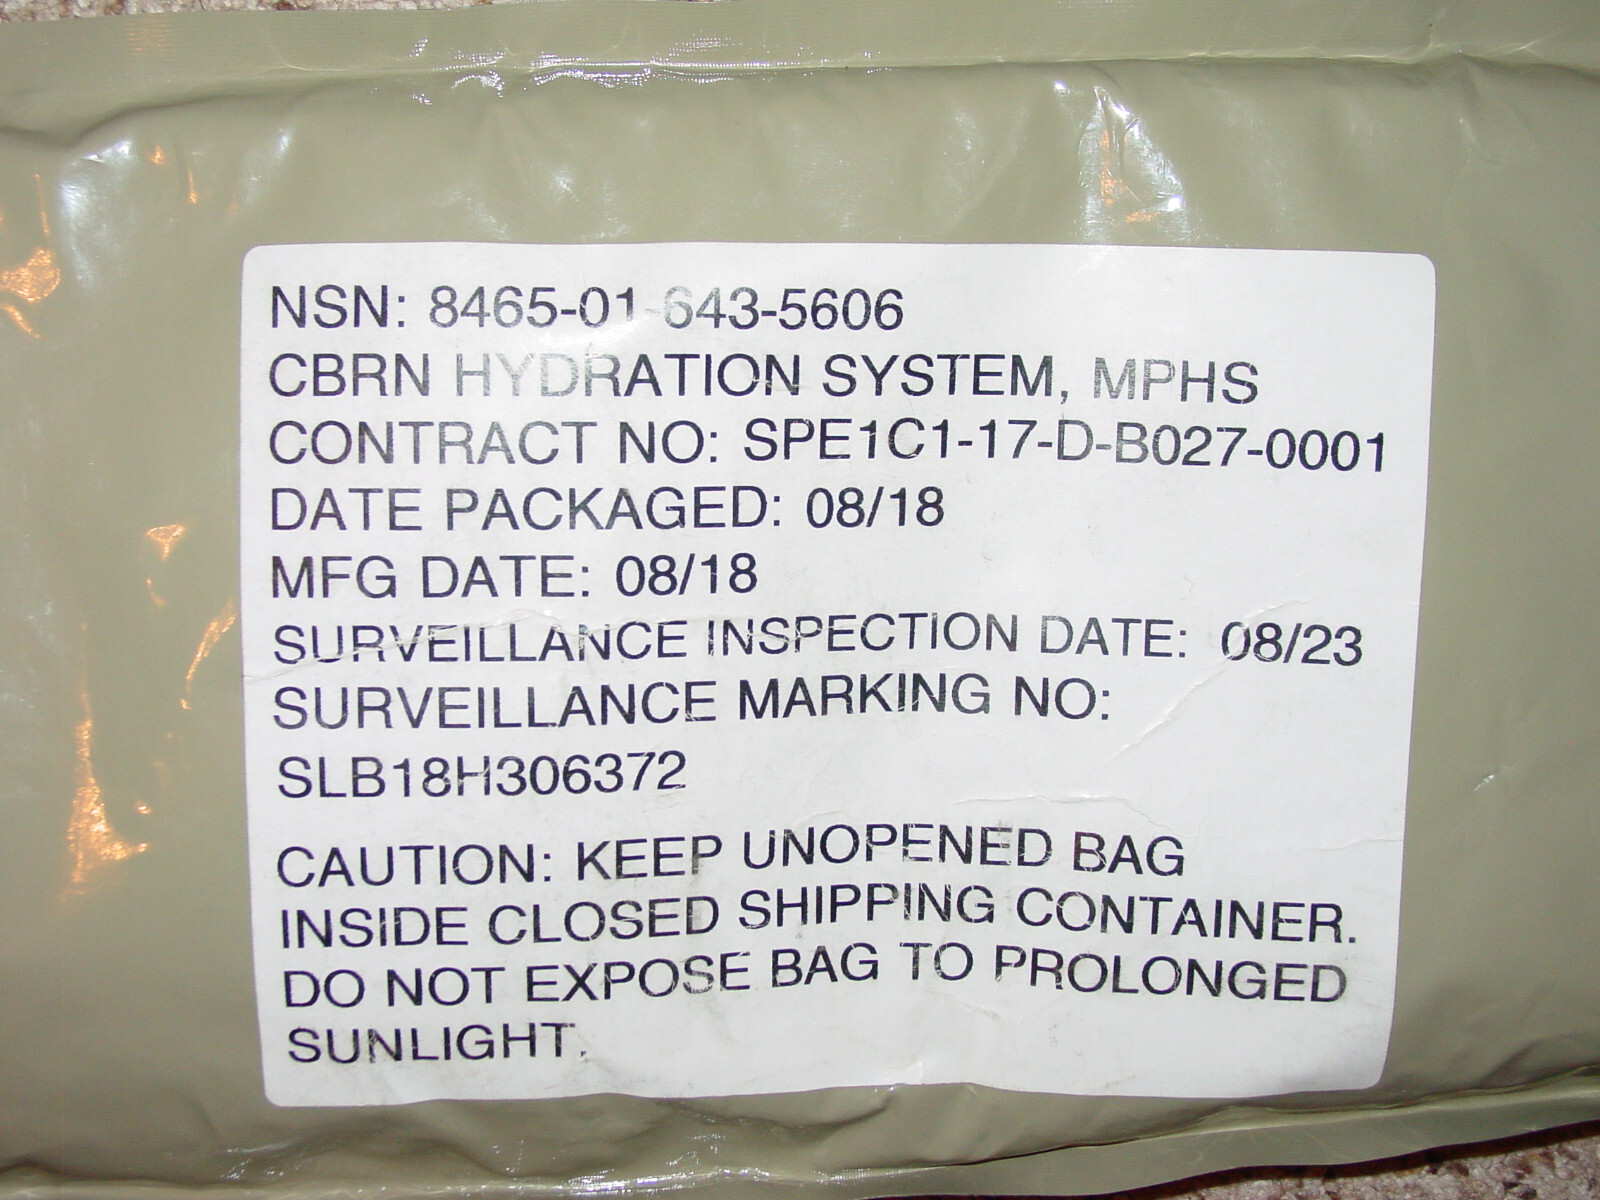 NSN: 8465-01-643-5606
CBRN HYDRATION SYSTEM, MPHS
CONTRACT NO: SPE1C1-17-D-B027-0001
DATE PACKAGED: 08/18
MFG DATE: 08/18
SURVEILLANCE INSPECTION DATE: 08/23
SURVEILLANCE MARKING NO:
SLB18H306372
CAUTION: KEEP UNOPENED BAG
INSIDE CLOSED SHIPPING CONTAINER.
DO NOT EXPOSE BAG TO PROLONGED
SUNLIGHT.